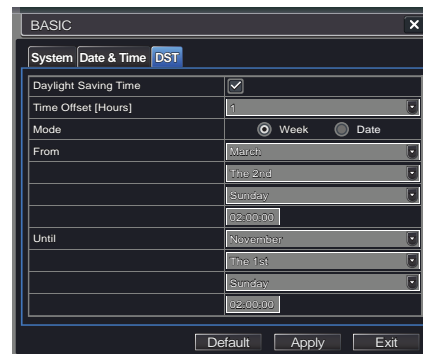 BASIC
System Date & Time DST
Daylight Saving Time
Time Offset [Hours] 1
Mode Week Date
From March
The 2nd
Sunday
02:00:00
Until November
The 1st
Sunday
02:00:00
Default Apply Exit